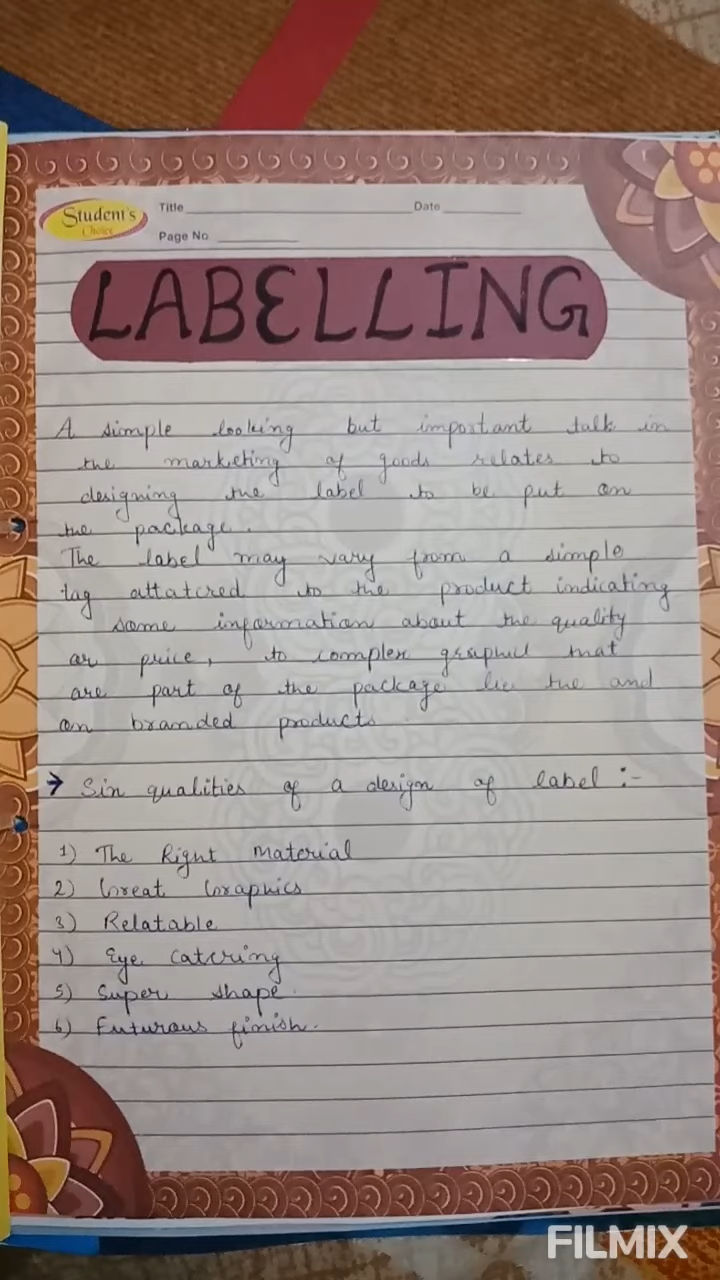 Student's
Choice
Title
Date
Page No
LABELLING
A simple looking but important talk in
the marketing of goods relates to
designing the label to be put on
the package.
The label may vary from a simple
tag attatched to the product indicating
some information about the quality
or price, to complex graphic that
are part of the package lie the and
on branded products
→ Six qualities of a design of label :-
1) The Right Material
2) Great Graphics
3) Relatable
4) Eye Catching
5) Super shape.
6) Futurous finish.
FILMIX